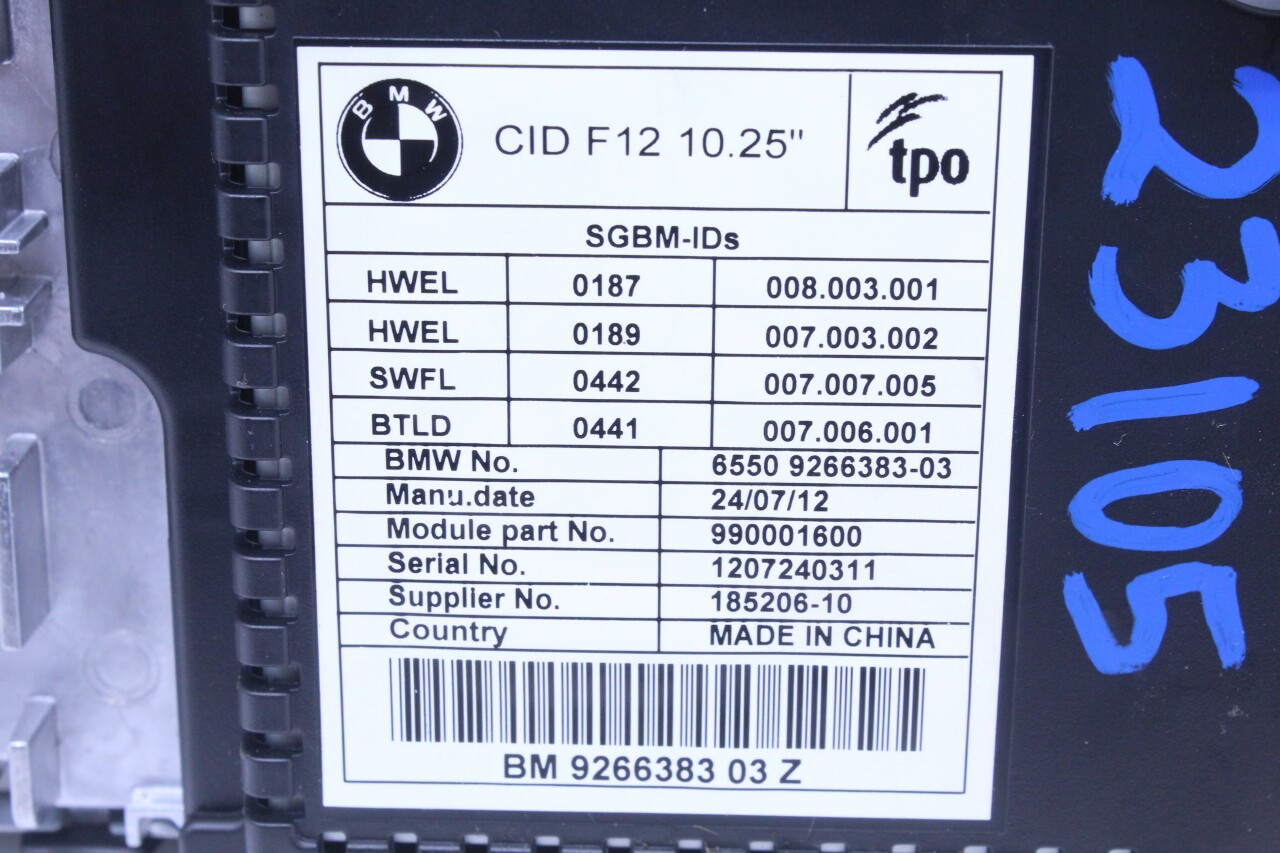 BMW
CID F12 10.25"
tpo
SGBM-IDs
HWEL 0187 008.003.001
HWEL 0189 007.003.002
SWFL 0442 007.007.005
BTLD 0441 007.006.001
BMW No. 6550 9266383-03
Manu.date 24/07/12
Module part No. 990001600
Serial No. 1207240311
Supplier No. 185206-10
Country MADE IN CHINA
BM 9266383 03 Z
23105